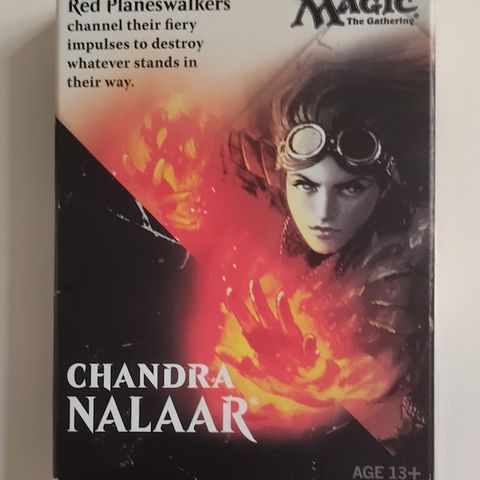 Red Planeswalkers
channel their fiery
impulses to destroy
whatever stands in
their way.
MAGIC
The Gathering®
CHANDRA
NALAAR®
AGE 13+